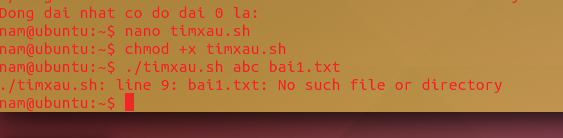 Dong dai nhat co do dai 0 la:
nam@ubuntu:~$ nano timxau.sh
nam@ubuntu:~$ chmod +x timxau.sh
nam@ubuntu:~$ ./timxau.sh abc bai1.txt
./timxau.sh: line 9: bai1.txt: No such file or directory
nam@ubuntu:~$